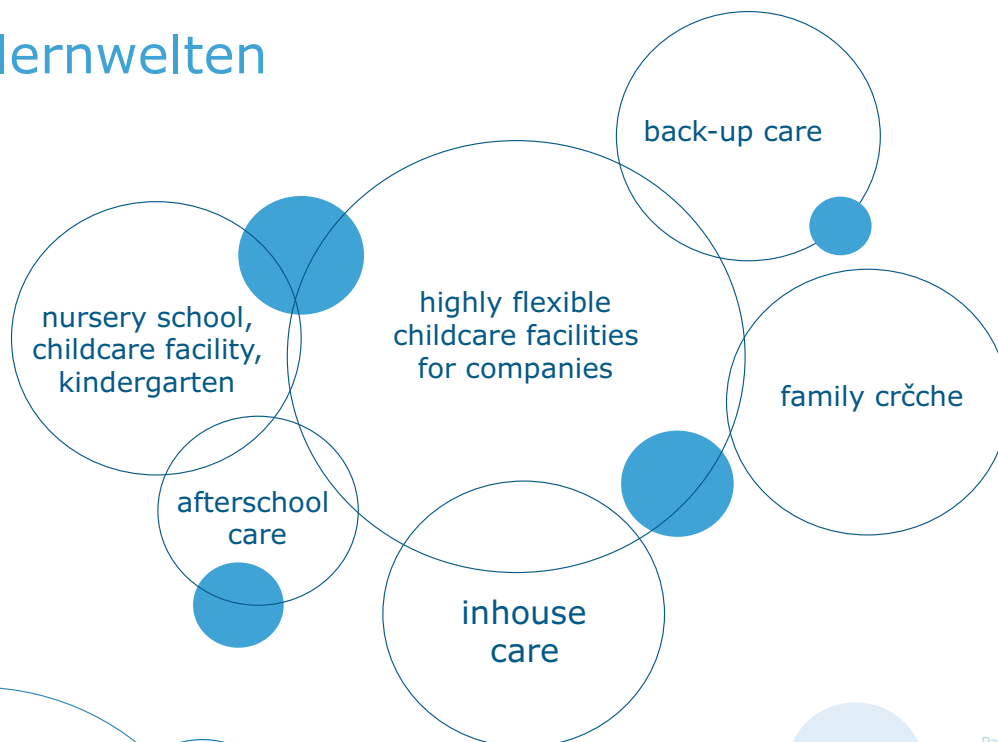 lernwelten
back-up care
highly flexible
childcare facilities
for companies
nursery school,
childcare facility,
kindergarten
family crčche
afterschool
care
inhouse
care